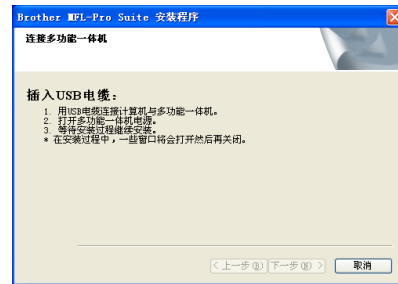 Brother MFL-Pro Suite 安装程序
连接多功能一体机
插入USB电缆：
1. 用USB电缆连接计算机与多功能一体机。
2. 打开多功能一体机电源。
3. 等待安装过程继续安装。
* 在安装过程中，一些窗口将会打开然后再关闭。
< 上一步(B) 下一步(N) > 取消